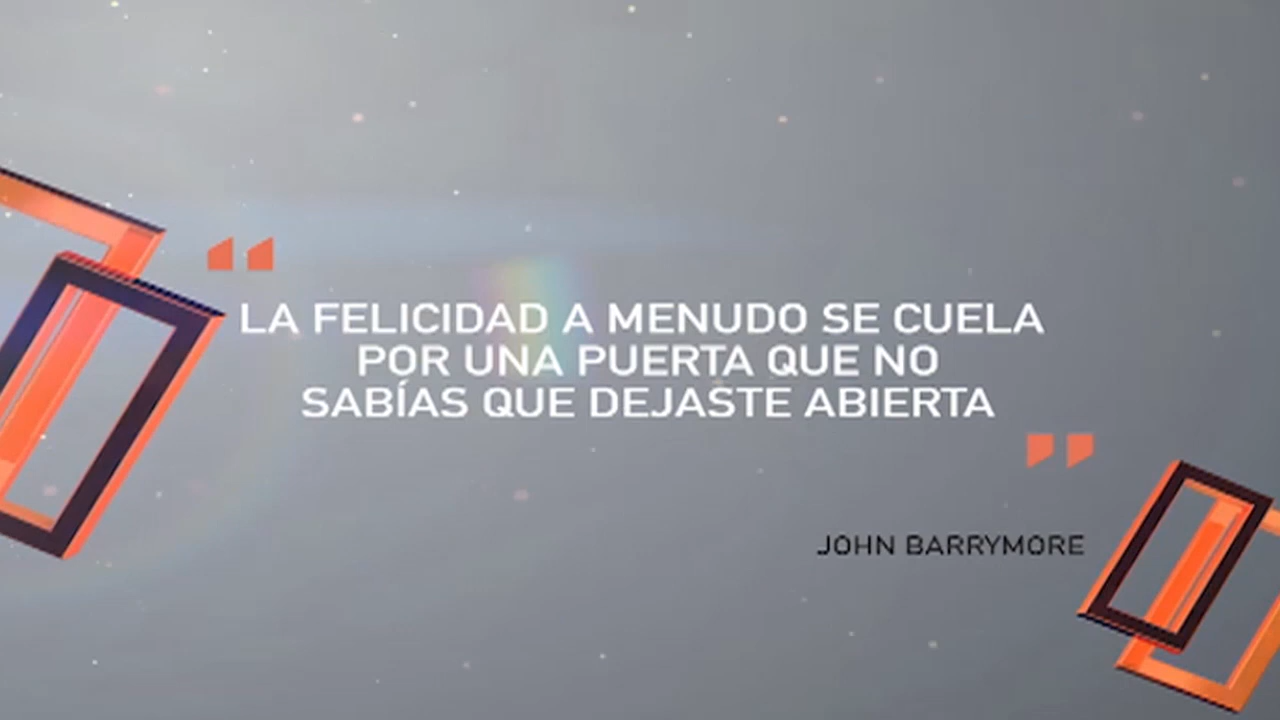 “
LA FELICIDAD A MENUDO SE CUELA
POR UNA PUERTA QUE NO
SABÍAS QUE DEJASTE ABIERTA
”
JOHN BARRYMORE